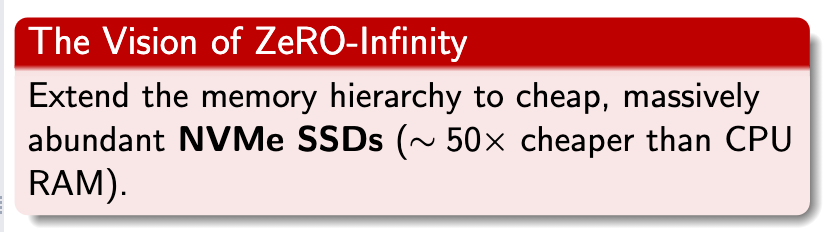 The Vision of ZeRO-Infinity
Extend the memory hierarchy to cheap, massively
abundant NVMe SSDs (∼ 50× cheaper than CPU
RAM).